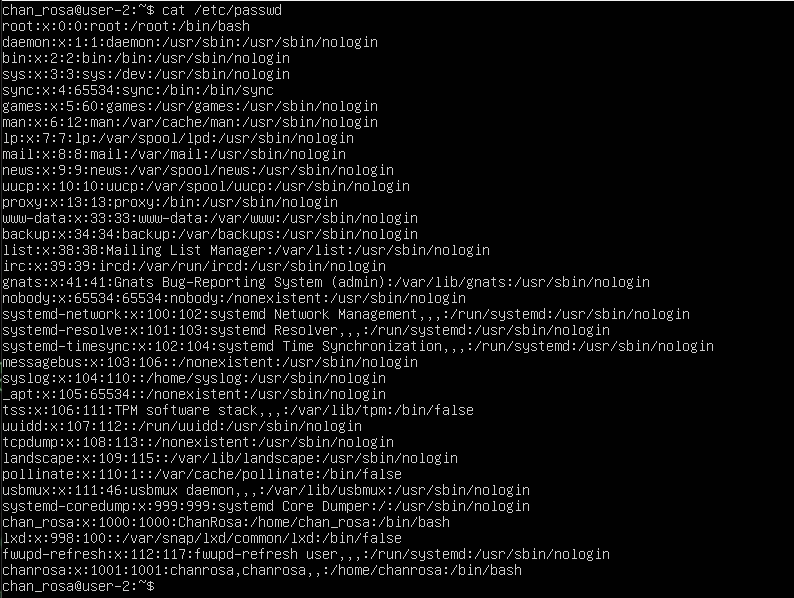 chan_rosa@user-2:~$ cat /etc/passwd
root:x:0:0:root:/root:/bin/bash
daemon:x:1:1:daemon:/usr/sbin:/usr/sbin/nologin
bin:x:2:2:bin:/bin:/usr/sbin/nologin
sys:x:3:3:sys:/dev:/usr/sbin/nologin
sync:x:4:65534:sync:/bin:/bin/sync
games:x:5:60:games:/usr/games:/usr/sbin/nologin
man:x:6:12:man:/var/cache/man:/usr/sbin/nologin
lp:x:7:7:lp:/var/spool/lpd:/usr/sbin/nologin
mail:x:8:8:mail:/var/mail:/usr/sbin/nologin
news:x:9:9:news:/var/spool/news:/usr/sbin/nologin
uucp:x:10:10:uucp:/var/spool/uucp:/usr/sbin/nologin
proxy:x:13:13:proxy:/bin:/usr/sbin/nologin
www-data:x:33:33:www-data:/var/www:/usr/sbin/nologin
backup:x:34:34:backup:/var/backups:/usr/sbin/nologin
list:x:38:38:Mailing List Manager:/var/list:/usr/sbin/nologin
irc:x:39:39:ircd:/var/run/ircd:/usr/sbin/nologin
gnats:x:41:41:Gnats Bug-Reporting System (admin):/var/lib/gnats:/usr/sbin/nologin
nobody:x:65534:65534:nobody:/nonexistent:/usr/sbin/nologin
systemd-network:x:100:102:systemd Network Management,,,:/run/systemd:/usr/sbin/nologin
systemd-resolve:x:101:103:systemd Resolver,,,:/run/systemd:/usr/sbin/nologin
systemd-timesync:x:102:104:systemd Time Synchronization,,,:/run/systemd:/usr/sbin/nologin
messagebus:x:103:106::/nonexistent:/usr/sbin/nologin
syslog:x:104:110::/home/syslog:/usr/sbin/nologin
_apt:x:105:65534::/nonexistent:/usr/sbin/nologin
tss:x:106:111:TPM software stack,,,:/var/lib/tpm:/bin/false
uuidd:x:107:112::/run/uuidd:/usr/sbin/nologin
tcpdump:x:108:113::/nonexistent:/usr/sbin/nologin
landscape:x:109:115::/var/lib/landscape:/usr/sbin/nologin
pollinate:x:110:1::/var/cache/pollinate:/bin/false
usbmux:x:111:46:usbmux daemon,,,:/var/lib/usbmux:/usr/sbin/nologin
systemd-coredump:x:999:999:systemd Core Dumper:/:/usr/sbin/nologin
chan_rosa:x:1000:1000:ChanRosa:/home/chan_rosa:/bin/bash
lxd:x:998:100::/var/snap/lxd/common/lxd:/bin/false
fwupd-refresh:x:112:117:fwupd-refresh user,,,:/run/systemd:/usr/sbin/nologin
chanrosa:x:1001:1001:chanrosa,chanrosa,,:/home/chanrosa:/bin/bash
chan_rosa@user-2:~$